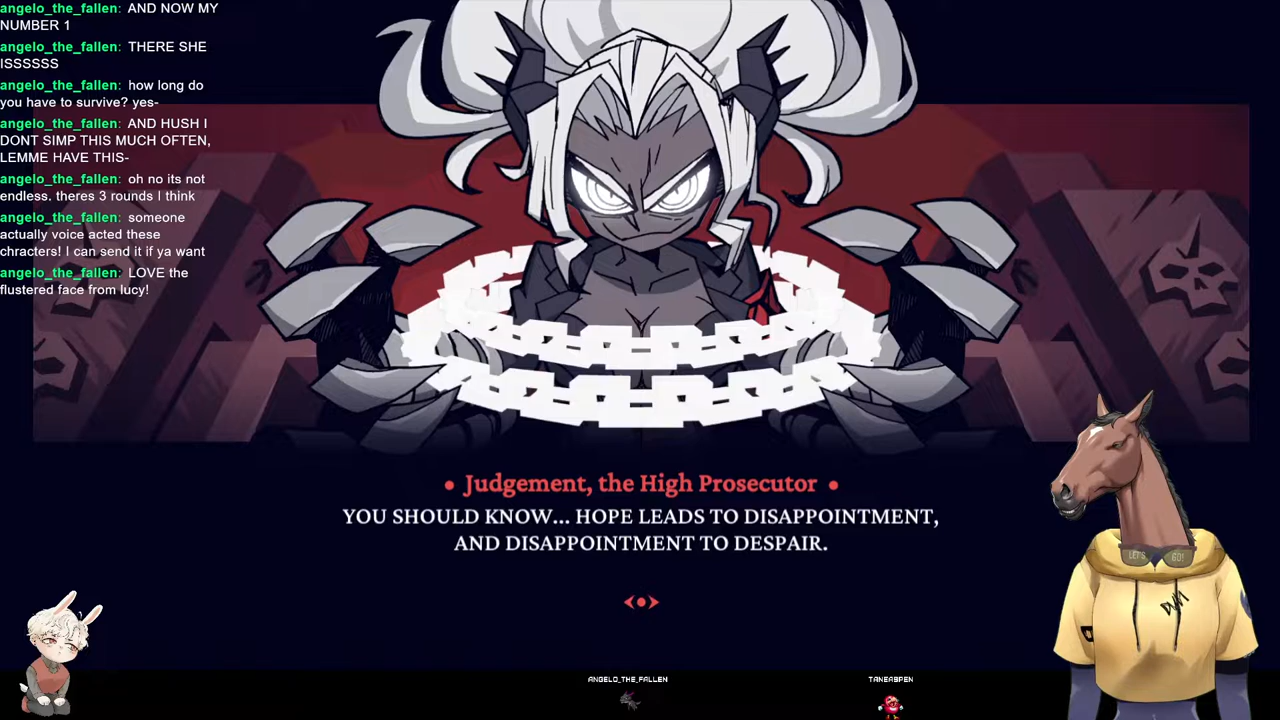 angelo_the_fallen: AND NOW MY
NUMBER 1
angelo_the_fallen: THERE SHE
ISSSSSS
angelo_the_fallen: how long do
you have to survive? yes-
angelo_the_fallen: AND HUSH I
DONT SIMP THIS MUCH OFTEN,
LEMME HAVE THIS-
angelo_the_fallen: oh no its not
endless. theres 3 rounds I think
angelo_the_fallen: someone
actually voice acted these
chracters! I can send it if ya want
angelo_the_fallen: LOVE the
flustered face from lucy!
• Judgement, the High Prosecutor •
YOU SHOULD KNOW... HOPE LEADS TO DISAPPOINTMENT,
AND DISAPPOINTMENT TO DESPAIR.
LET'S GO!
ANGELO_THE_FALLEN
TANEASPEN